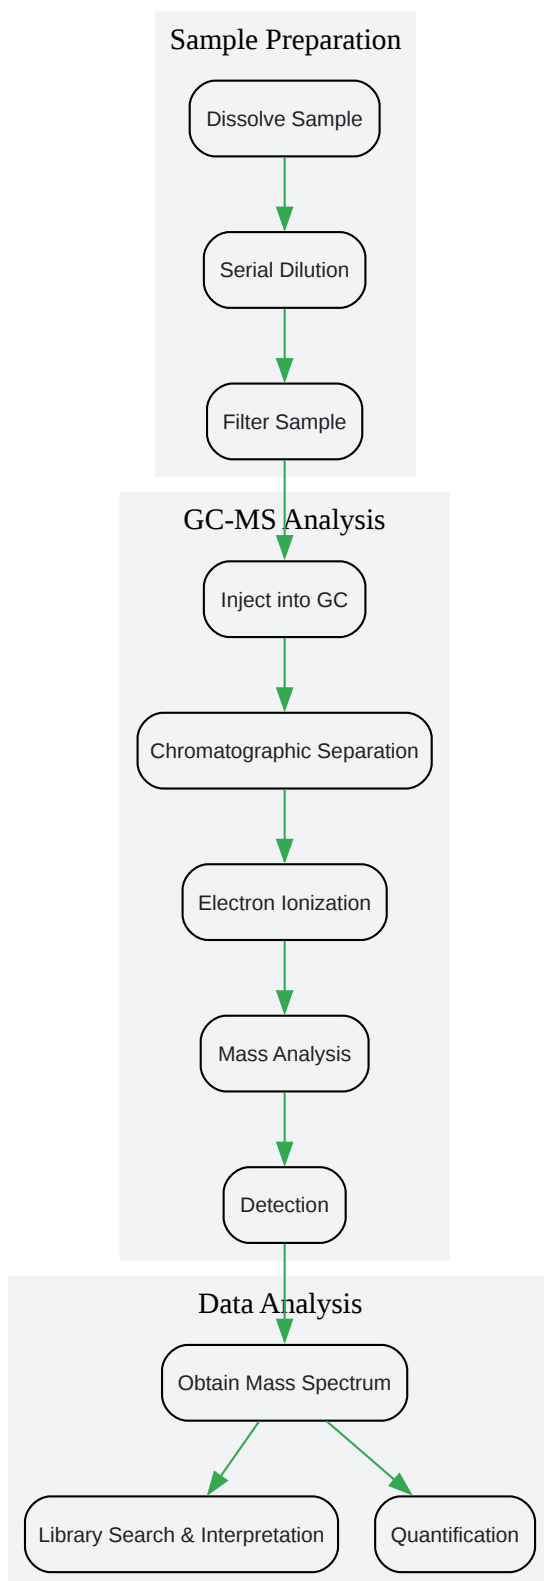 Sample Preparation
Dissolve Sample
Serial Dilution
Filter Sample
GC-MS Analysis
Inject into GC
Chromatographic Separation
Electron Ionization
Mass Analysis
Detection
Data Analysis
Obtain Mass Spectrum
Library Search & Interpretation
Quantification